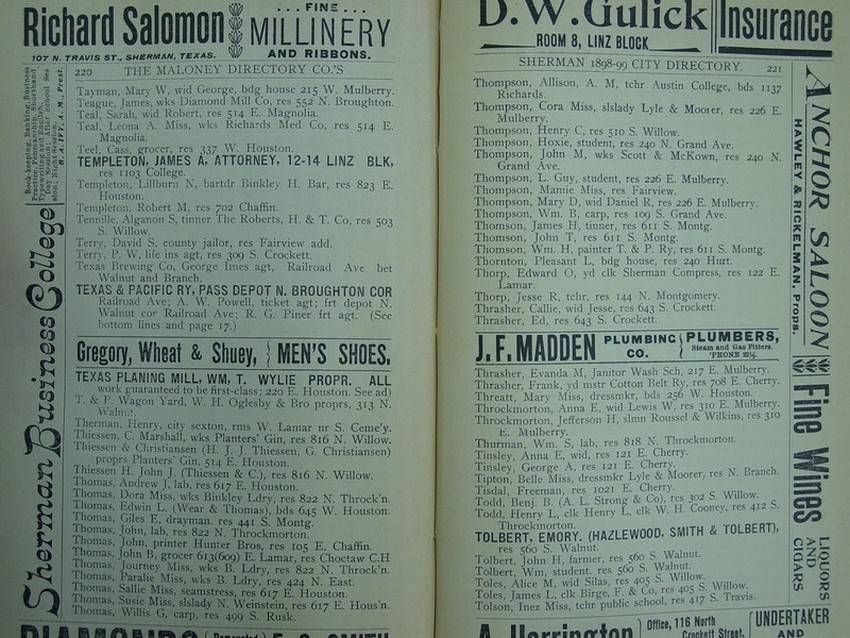 Richard Salomon
... FINE ...
MILLINERY
AND RIBBONS.
107 N. TRAVIS ST., SHERMAN, TEXAS.
220 THE MALONEY DIRECTORY CO.'S
Tayman, Mary W, wid George, bdg house 215 W. Mulberry.
Teague, James, wks Diamond Mill Co, res 552 N. Broughton.
Teal, Sarah, wid Robert, res 514 E. Magnolia.
Teal, Leona A. Miss, wks Richards Med Co, res 514 E.
Magnolia.
Teel, Cass, grocer, res 337 W. Houston.
TEMPLETON, JAMES A, ATTORNEY, 12-14 LINZ BLK,
res 1103 College.
Templeton, Lillburn N, bartdr Binkley H. Bar, res 823 E.
Houston.
Templeton, Robert M, res 702 Chaffin.
Tennille, Alganon S, tinner The Roberts, H. & T. Co, res 503
S. Willow.
Terry, David S, county jailor, res Fairview add.
Terry, P. W, life ins agt, res 309 S. Crockett.
Texas Brewing Co, George Imes agt, Railroad Ave bet
Walnut and Branch.
TEXAS & PACIFIC RY, PASS DEPOT N. BROUGHTON COR
Railroad Ave; A. W. Powell, ticket agt; frt depot N.
Walnut cor Railroad Ave; R. G. Piner frt agt. (See
bottom lines and page 17.)
Gregory, Wheat & Shuey, { MEN'S SHOES.
TEXAS PLANING MILL, WM, T. WYLIE PROPR. ALL
work guaranteed to be first-class; 220 E. Houston. See ad)
T. & P. Wagon Yard, W. H. Oglesby & Bro proprs, 313 N.
Walnut.
Therman, Henry, city sexton, rms W. Lamar nr S. Ceme'y.
Thiessen, C. Marshall, wks Planters' Gin, res 816 N. Willow.
Thiessen & Christiansen (H. J. J. Thiessen, G. Christiansen)
proprs Planters' Gin, 514 E. Houston.
Thiessen H. John J. (Thiessen & C.), res 816 N. Willow.
Thomas, Andrew J, lab, res 617 E. Houston.
Thomas, Dora Miss, wks Binkley Ldry, res 822 N. Throck'n.
Thomas, Edwin L. (Wear & Thomas), bds 645 W. Houston.
Thomas, Giles E, drayman. res 441 S. Montg.
Thomas, John, lab, res 822 N. Throckmorton.
Thomas, John, printer Hunter Bros, res 105 E. Chaffin.
Thomas, John B, grocer 613(609) E. Lamar, res Choctaw C.H
Thomas, Journey Miss, wks B. Ldry, res 822 N. Throck'n.
Thomas, Paralie Miss, wks B. Ldry, res 424 N. East.
Thomas, Sallie Miss, seamstress, res 617 E. Houston.
Thomas, Susie Miss, slslady N. Weinstein, res 617 E. Hous'n.
Thomas, Willis G, carp, res 499 S. Rusk.
Sherman Business College
Book-keeping, Banking, Business
Practice, Penmanship, Shorthand
Typewriting and English.
Day Session; After School Ses
sion; Night Session.
H. A. IVY, A. M., Prest.
D.W. Gulick
ROOM 8, LINZ BLOCK
Insurance
SHERMAN 1898-99 CITY DIRECTORY. 221
Thompson, Allison, A. M, tchr Austin College, bds 1137
Richards.
Thompson, Cora Miss, slslady Lyle & Moorer, res 226 E.
Mulberry.
Thompson, Henry C, res 510 S. Willow.
Thompson, Hoxie, student, res 240 N. Grand Ave.
Thompson, John M, wks Scott & McKown, res 240 N.
Grand Ave.
Thompson, L. Guy, student, res 226 E. Mulberry.
Thompson, Mamie Miss, res Fairview.
Thompson, Mary D, wid Daniel R, res 226 E. Mulberry.
Thompson, Wm. B, carp, res 109 S. Grand Ave.
Thomson, James H, tinner, res 611 S. Montg.
Thomson, John T, res 611 S. Montg.
Thomson, Wm. H, painter T. & P. Ry, res 611 S. Montg.
Thornton, Pleasant L, bdg house, res 240 Hurt.
Thorp, Edward O, yd clk Sherman Compress, res 122 E.
Lamar.
Thorp, Jesse R, tchr, res 144 N. Montgomery.
Thrasher, Callie, wid Jesse, res 643 S. Crockett.
Thrasher, Ed, res 643 S. Crockett.
J. F. MADDEN PLUMBING CO. { PLUMBERS,
Steam and Gas Fitters.
Thrasher, Evanda M, Janitor Wash Sch, 217 E. Mulberry.
Thrasher, Frank, yd mstr Cotton Belt Ry, res 708 E. Cherry.
Threatt, Mary Miss, dressmkr, bds 256 W. Houston.
Throckmorton, Anna E, wid Lewis W, res 310 E. Mulberry.
Throckmorton, Jefferson H, slmn Roussel & Wilkins, res 310
E. Mulberry.
Thurman, Wm. S, lab, res 818 N. Throckmorton.
Tinsley, Anna E, wid, res 121 E. Cherry.
Tinsley, George A, res 121 E. Cherry.
Tipton, Belle Miss, dressmkr Lyle & Moorer, res N. Branch.
Tisdal, Freeman, res 1021 E. Cherry.
Todd, Benj. B. (A. L. Strong & Co), res 302 S. Willow.
Todd, Henry L, clk Henry L, clk W. H. Cooney, res 412 S.
Throckmorton.
TOLBERT, EMORY. (HAZLEWOOD, SMITH & TOLBERT),
res 560 S. Walnut.
Tolbert, John H, farmer, res 560 S. Walnut.
Tolbert, Wm, student. res 560 S. Walnut.
Toles, Alice M, wid Silas, res 405 S. Willow.
Toles, James L, clk Birge, F. & Co, res 405 S. Willow.
Tolson, Inez Miss, tchr public school, res 417 S. Travis.
ANCHOR SALOON
HAWLEY & RICKELMAN, Props.
Fine Wines
LIQUORS
AND
CIGARS
DIAMONDS
E. G. SMITH
A. Harrington
Office, 116 North
Crockett Street.
UNDERTAKER
AND